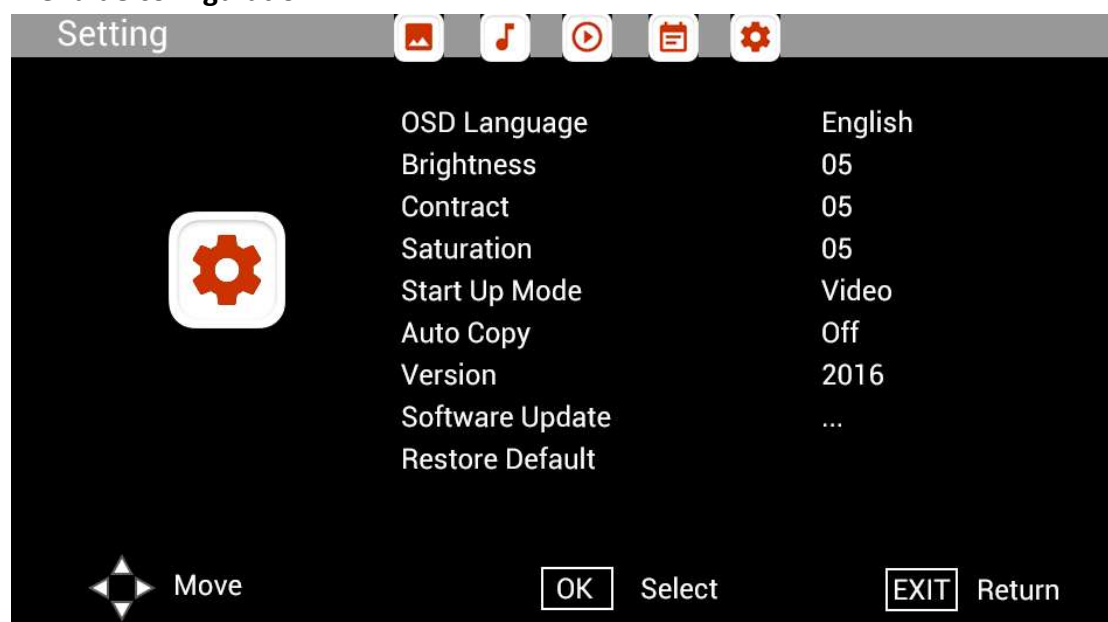 Setting
OSD Language English
Brightness 05
Contract 05
Saturation 05
Start Up Mode Video
Auto Copy Off
Version 2016
Software Update ...
Restore Default
Move OK Select EXIT Return